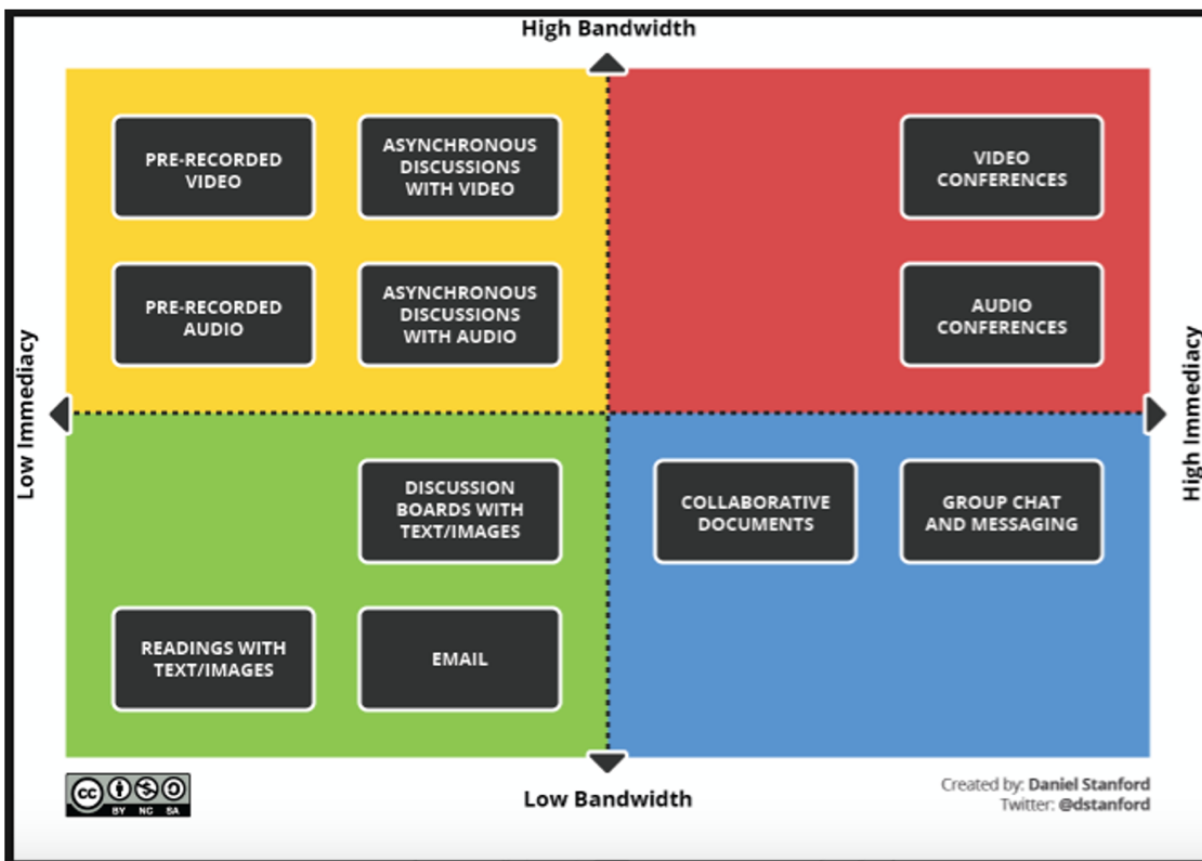 High Bandwidth
PRE-RECORDED
VIDEO
ASYNCHRONOUS
DISCUSSIONS
WITH VIDEO
VIDEO
CONFERENCES
PRE-RECORDED
AUDIO
ASYNCHRONOUS
DISCUSSIONS
WITH AUDIO
AUDIO
CONFERENCES
Low Immediacy
High Immediacy
DISCUSSION
BOARDS WITH
TEXT/IMAGES
COLLABORATIVE
DOCUMENTS
GROUP CHAT
AND MESSAGING
READINGS WITH
TEXT/IMAGES
EMAIL
Low Bandwidth
cc
BY NC SA
Created by: Daniel Stanford
Twitter: @dstanford